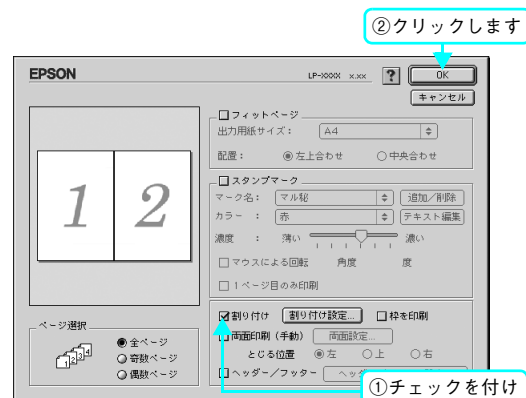 ②クリックします
EPSON
LP-XXXX x.xx
?
OK
キャンセル
フィットページ
出力用紙サイズ： A4
配置： 左上合わせ 中央合わせ
スタンプマーク
マーク名： マル秘 追加/削除
カラー ： 赤 テキスト編集
濃度 ： 薄い 濃い
マウスによる回転 角度 度
1ページ目のみ印刷
1 2
割り付け 割り付け設定... 枠を印刷
両面印刷（手動） 両面設定...
とじる位置 左 上 右
ヘッダー/フッター
ページ選択
全ページ
奇数ページ
偶数ページ
1 2 3 4
①チェックを付け